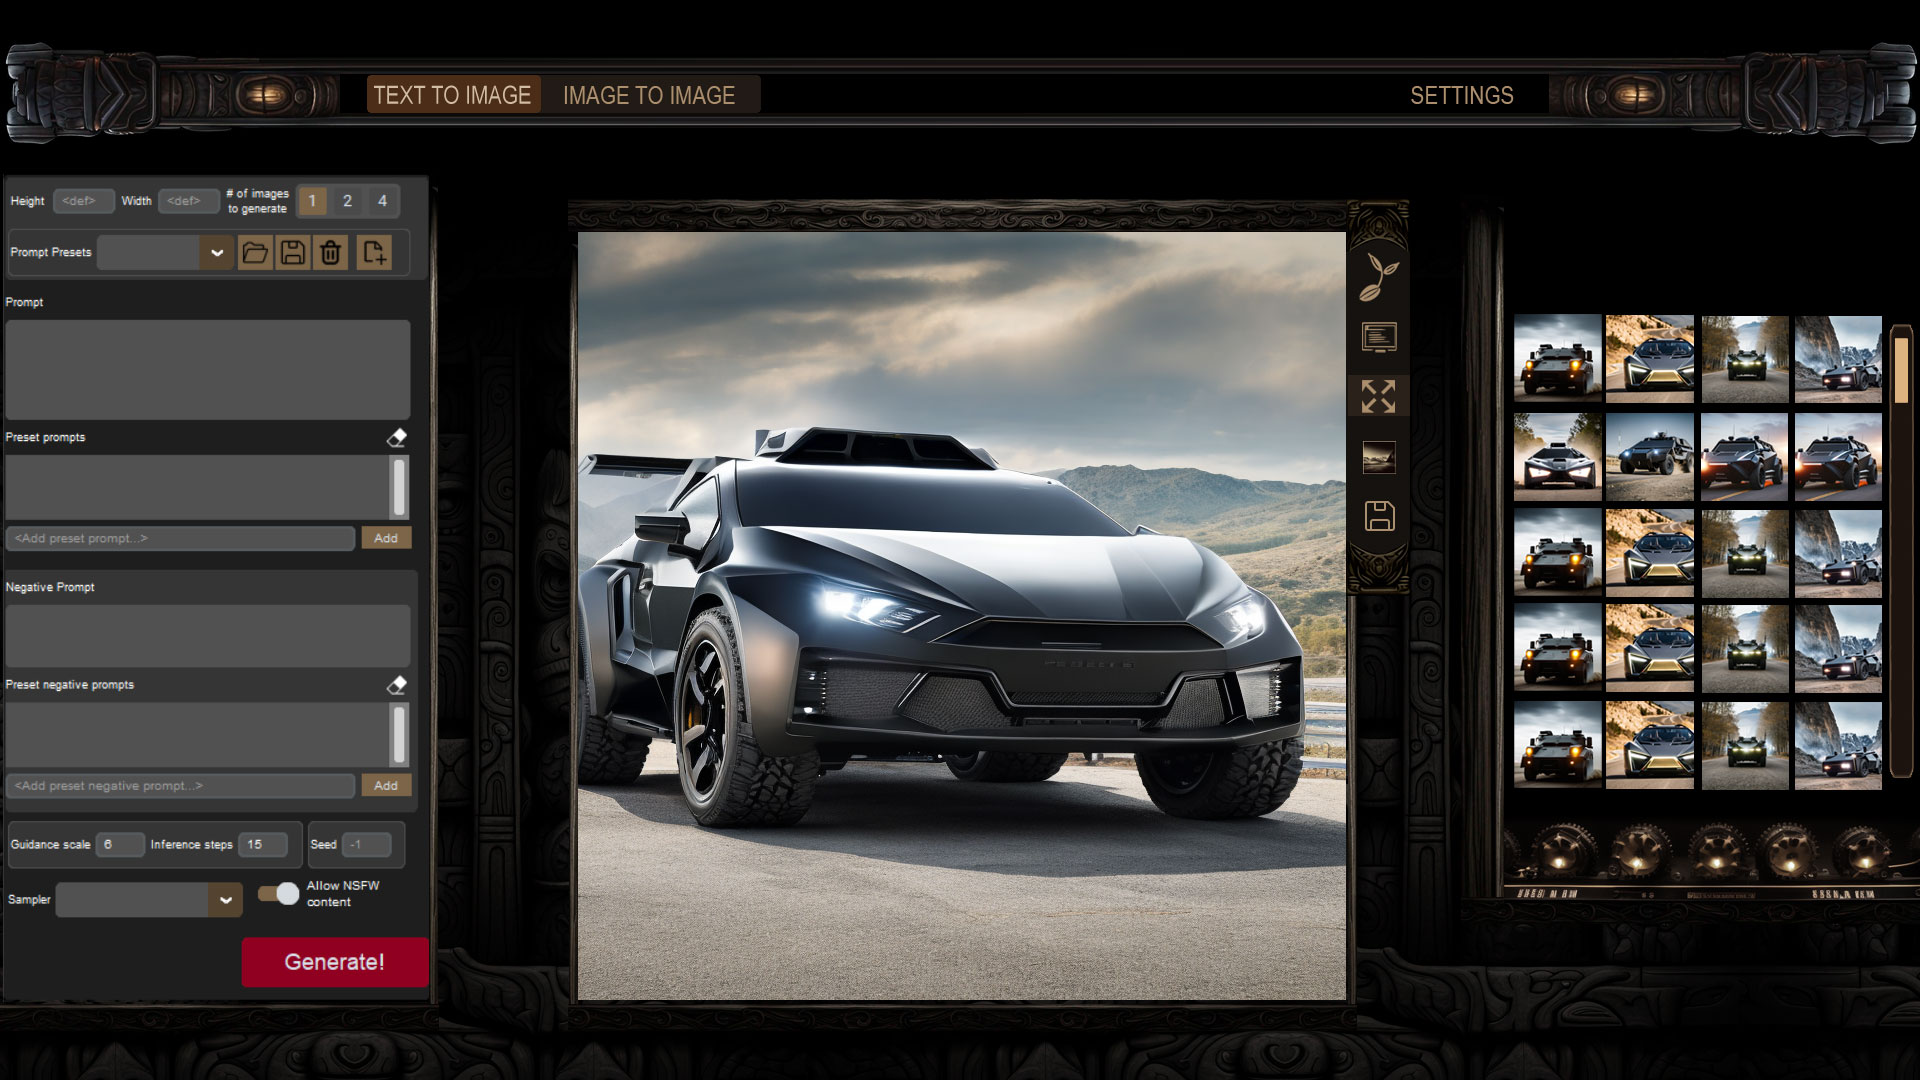 TEXT TO IMAGE
IMAGE TO IMAGE
SETTINGS
Height <def> Width <def> # of images
to generate
1 2 4
Prompt Presets
Prompt
Preset prompts
<Add preset prompt...> Add
Negative Prompt
Preset negative prompts
<Add preset negative prompt...> Add
Guidance scale 6 Inference steps 15 Seed -1
Sampler
Allow NSFW
content
Generate!